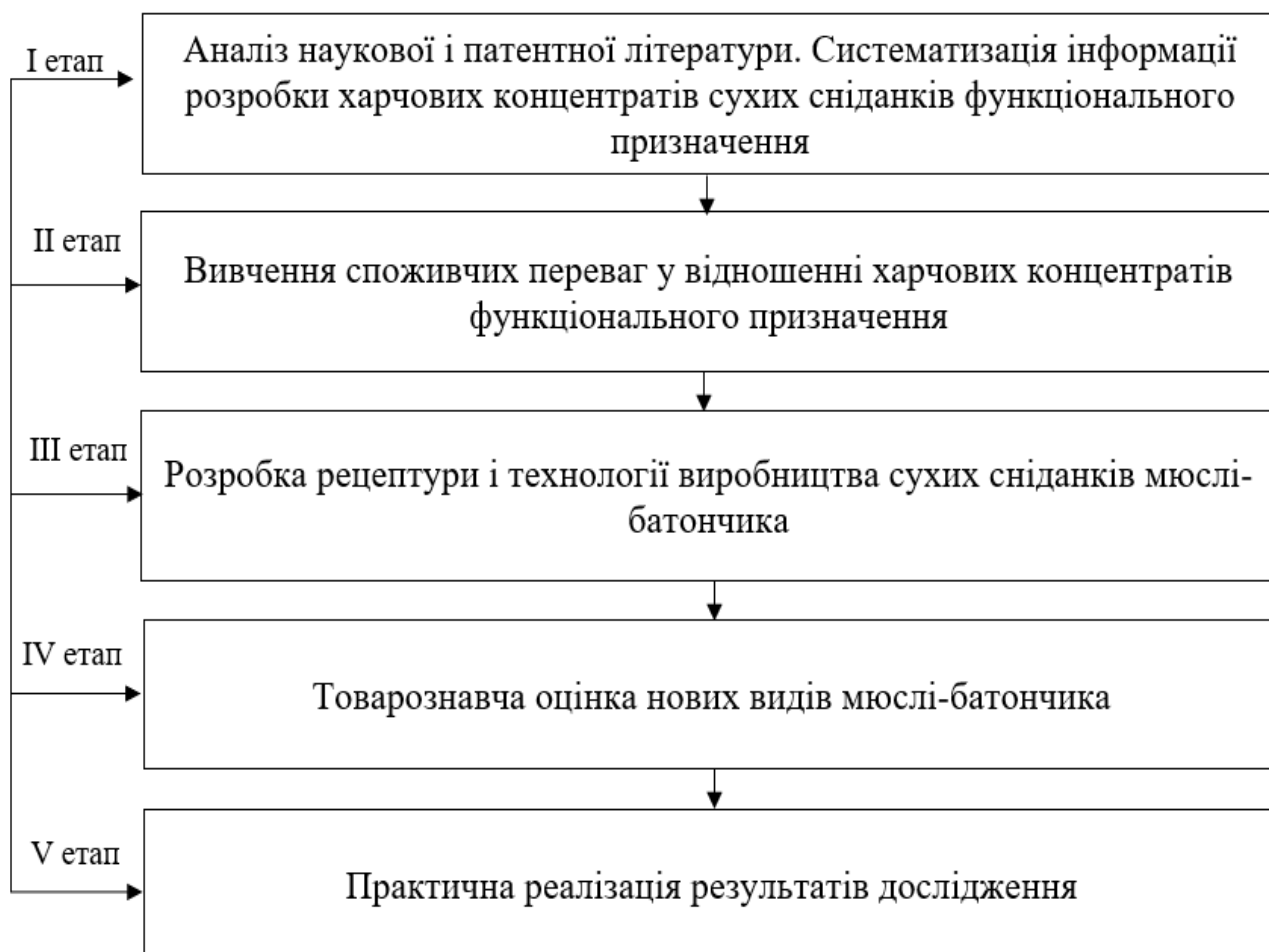 I етап
Аналіз наукової і патентної літератури. Систематизація інформації
розробки харчових концентратів сухих сніданків функціонального
призначення
II етап
Вивчення споживчих переваг у відношенні харчових концентратів
функціонального призначення
III етап
Розробка рецептури і технології виробництва сухих сніданків мюслі-
батончика
IV етап
Товарознавча оцінка нових видів мюслі-батончика
V етап
Практична реалізація результатів дослідження